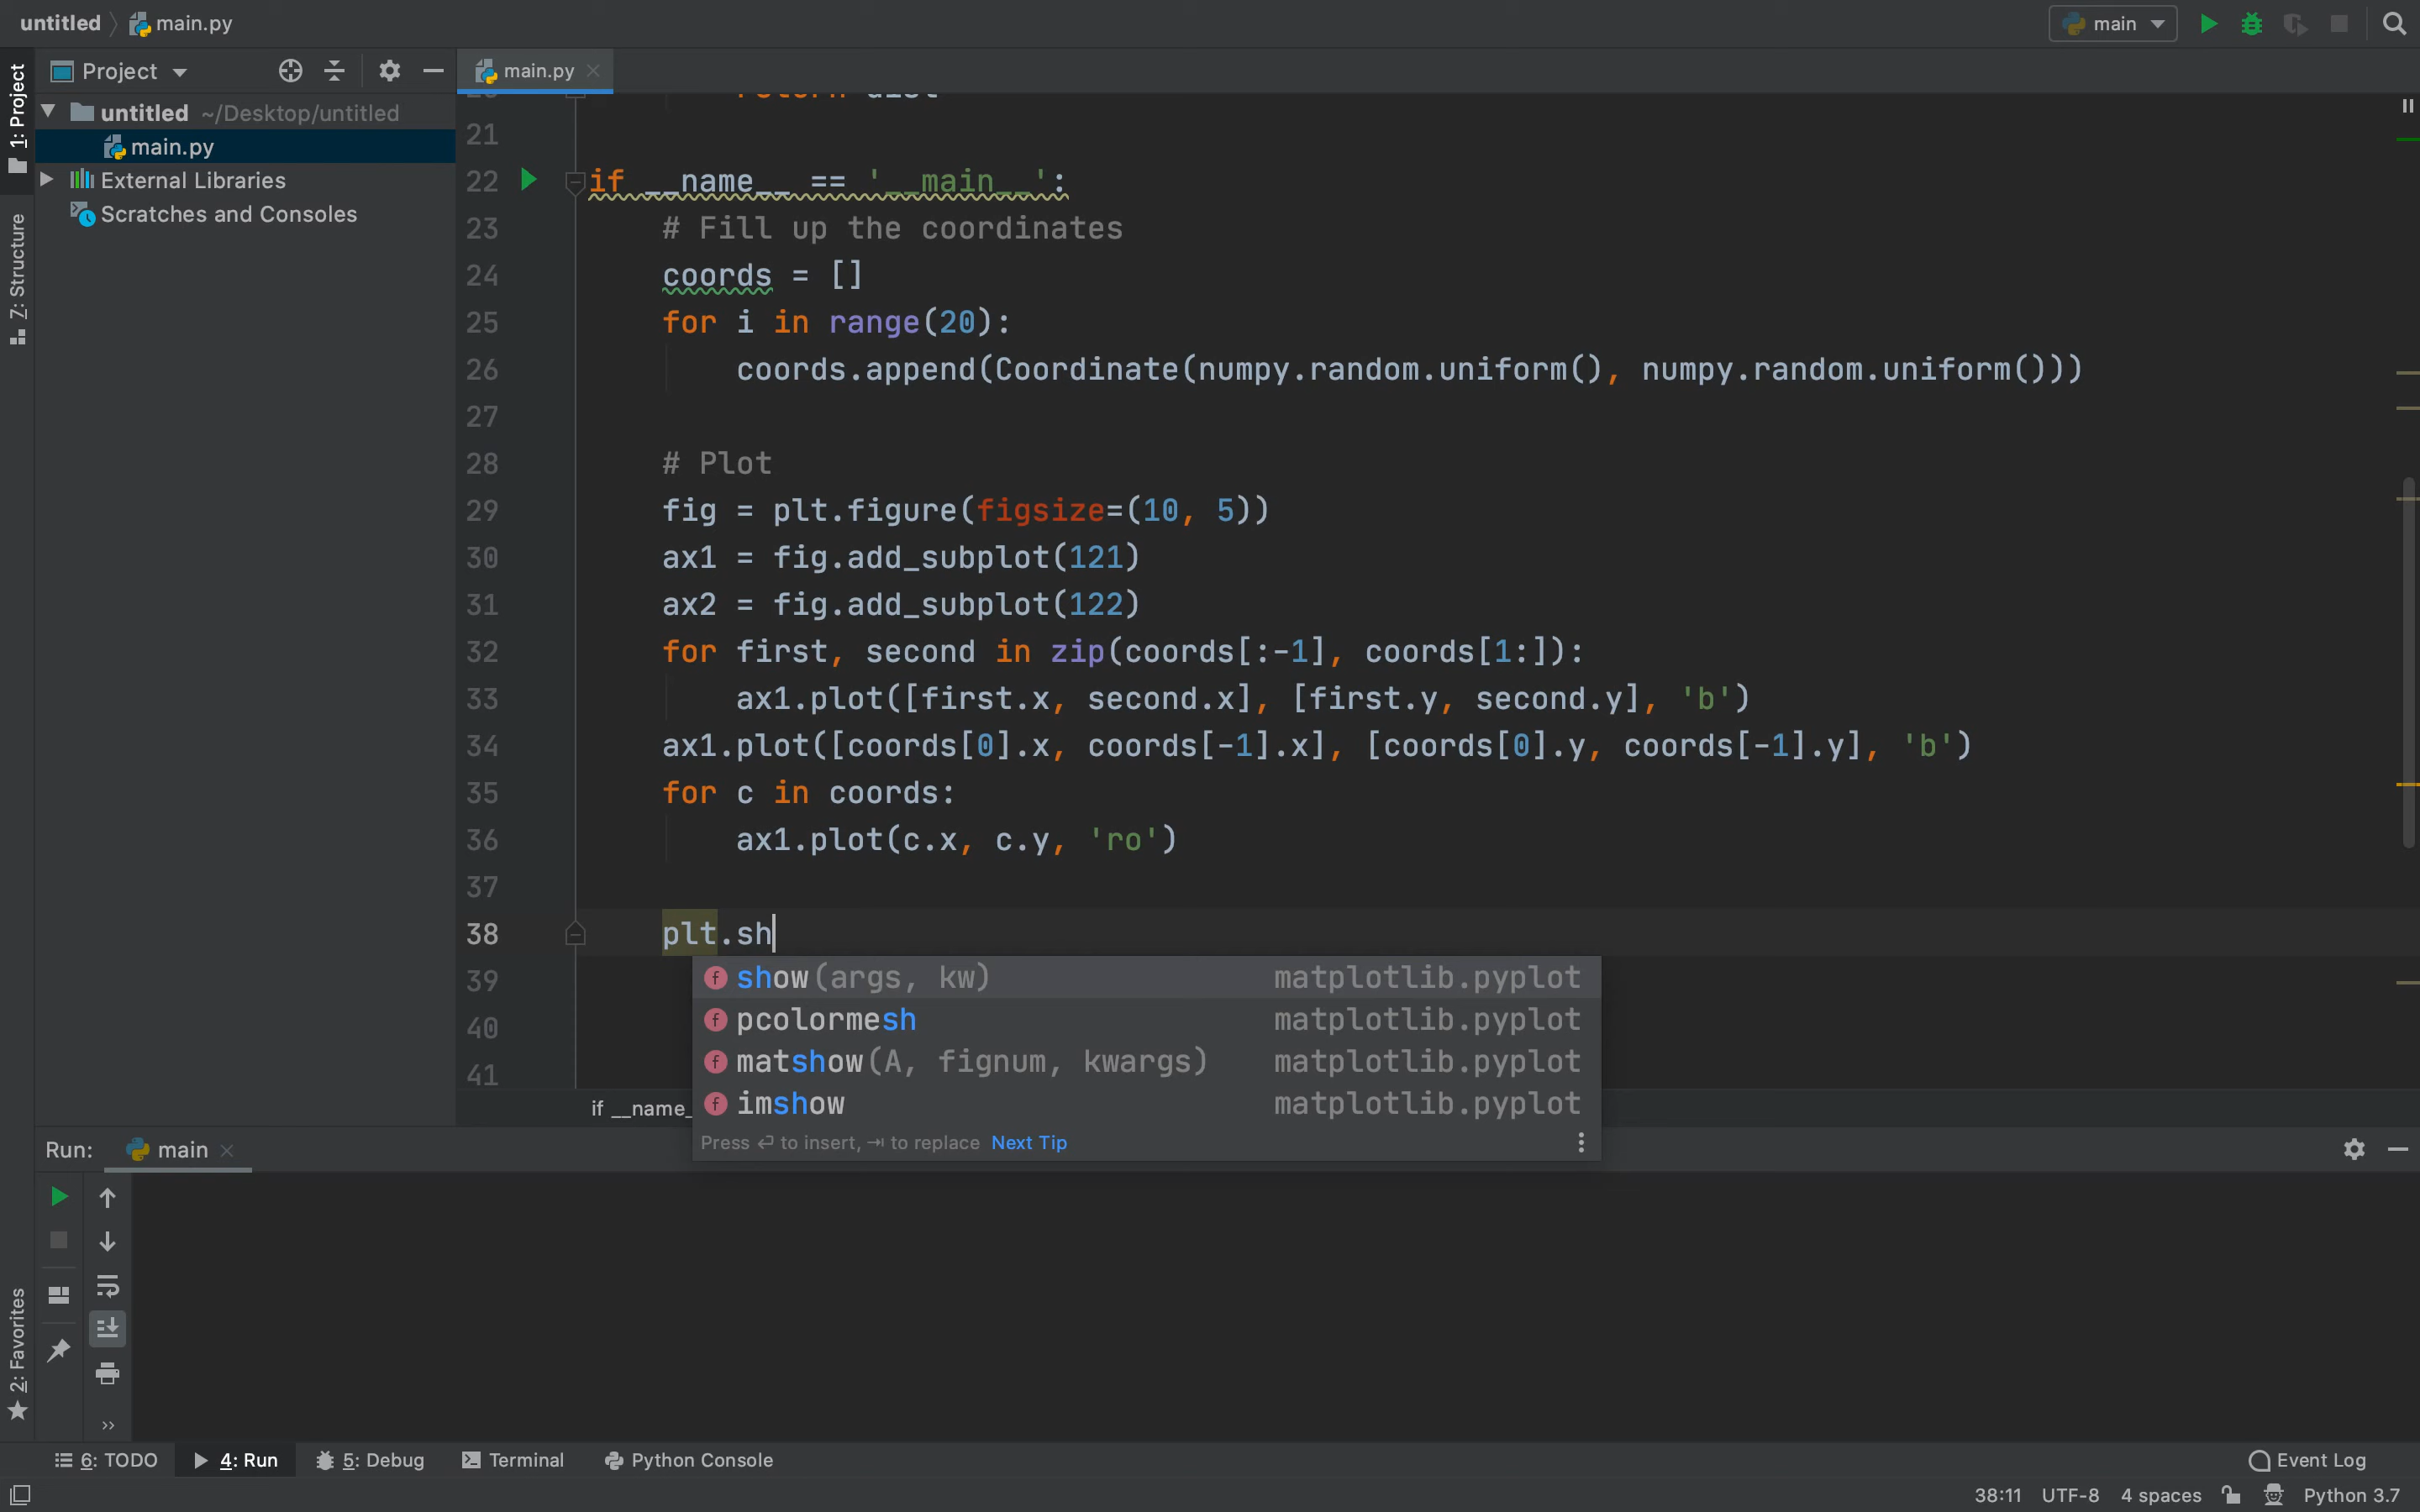 untitled main.py main
1: Project
Z: Structure
2: Favorites
Project
untitled ~/Desktop/untitled
main.py
External Libraries
Scratches and Consoles
main.py
21
22 if __name__ == '__main__':
23 # Fill up the coordinates
24 coords = []
25 for i in range(20):
26 coords.append(Coordinate(numpy.random.uniform(), numpy.random.uniform()))
27
28 # Plot
29 fig = plt.figure(figsize=(10, 5))
30 ax1 = fig.add_subplot(121)
31 ax2 = fig.add_subplot(122)
32 for first, second in zip(coords[:-1], coords[1:]):
33 ax1.plot([first.x, second.x], [first.y, second.y], 'b')
34 ax1.plot([coords[0].x, coords[-1].x], [coords[0].y, coords[-1].y], 'b')
35 for c in coords:
36 ax1.plot(c.x, c.y, 'ro')
37
38 plt.sh
39
40
41
show(args, kw) matplotlib.pyplot
pcolormesh matplotlib.pyplot
matshow(A, fignum, kwargs) matplotlib.pyplot
imshow matplotlib.pyplot
Press ↩ to insert, ⇥ to replace Next Tip
if __name_
Run: main
6: TODO 4: Run 5: Debug Terminal Python Console Event Log
38:11 UTF-8 4 spaces Python 3.7